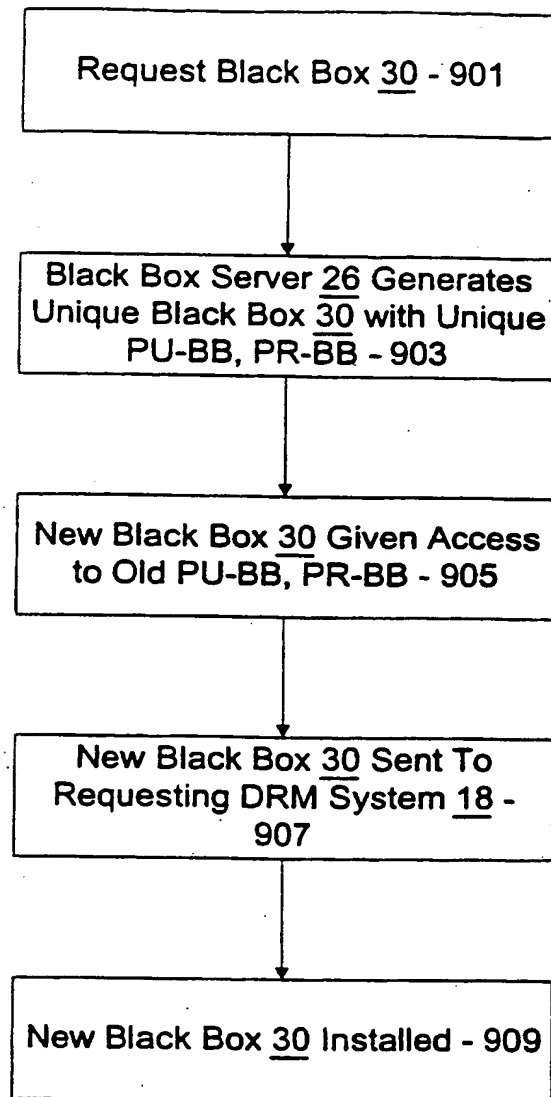 Request Black Box 30 - 901
Black Box Server 26 Generates
Unique Black Box 30 with Unique
PU-BB, PR-BB - 903
New Black Box 30 Given Access
to Old PU-BB, PR-BB - 905
New Black Box 30 Sent To
Requesting DRM System 18 -
907
New Black Box 30 Installed - 909